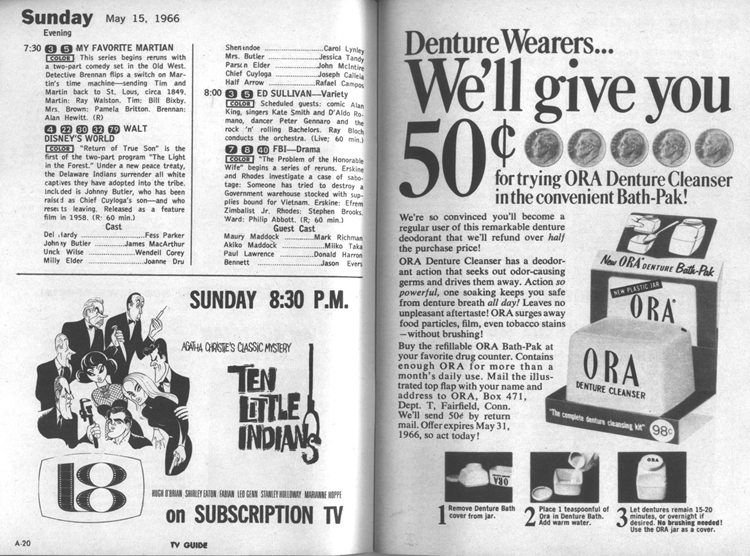 Sunday May 15, 1966
Evening
7:30 3 5 MY FAVORITE MARTIAN
COLOR This series begins reruns with
a two-part comedy set in the Old West.
Detective Brennan flips a switch on Mar-
tin's time machine—sending Tim and
Martin back to St. Lous, circa 1849.
Martin: Ray Walston. Tim: Bill Bixby.
Mrs. Brown: Pamela Britton. Brennan:
Alan Hewitt. (R)
4 22 30 32 79 WALT
DISNEY'S WORLD
COLOR "Return of True Son" is the
first of the two-part program "The Light
in the Forest." Under a new peace treaty,
the Delaware Indians surrender all white
captives they have adopted into the tribe.
Included is Johnny Butler, who has been
raised as Chief Cuyloga's son—and who
resents leaving. Released as a feature
film in 1958. (R: 60 min.)
Cast
Del Hardy Fess Parker
Johnny Butler James MacArthur
Uncle Wilse Wendell Corey
Milly Elder Joanne Dru
Shenandoe Carol Lynley
Mrs. Butler Jessica Tandy
Parson Elder John McIntire
Chief Cuyloga Joseph Calleia
Half Arrow Rafael Campos
8:00 3 5 ED SULLIVAN—Variety
COLOR Scheduled guests: comic Alan
King, singers Kate Smith and D'Aldo Ro-
mano, dancer Peter Gennaro and the
rock 'n' rolling Bachelors. Ray Bloch
conducts the orchestra. (Live; 60 min.)
7 8 40 FBI—Drama
COLOR "The Problem of the Honorable
Wife" begins a series of reruns. Erskine
and Rhodes investigate a case of sabo-
tage: Someone has tried to destroy a
Government warehouse stocked with sup-
plies bound for Vietnam. Erskine: Efrem
Zimbalist Jr. Rhodes: Stephen Brooks.
Ward: Philip Abbott. (R; 60 min.)
Guest Cast
Maury Maddock Mark Richman
Akiko Maddock Miiko Taka
Paul Lawrence Donald Harron
Bennett Jason Evers
SUNDAY 8:30 P.M.
AGATHA CHRISTIE'S CLASSIC MYSTERY
TEN
LITTLE
INDIANS
18
HUGH O'BRIAN SHIRLEY EATON FABIAN LEO GENN STANLEY HOLLOWAY MARIANNE HOPPE
on SUBSCRIPTION TV
A-20
TV GUIDE
Denture Wearers...
We'll give you
50¢
for trying ORA Denture Cleanser
in the convenient Bath-Pak!
We're so convinced you'll become a
regular user of this remarkable denture
deodorant that we'll refund over half
the purchase price!
ORA Denture Cleanser has a deodor-
ant action that seeks out odor-causing
germs and drives them away. Action so
powerful, one soaking keeps you safe
from denture breath all day! Leaves no
unpleasant aftertaste! ORA surges away
food particles, film, even tobacco stains
—without brushing!
Buy the refillable ORA Bath-Pak at
your favorite drug counter. Contains
enough ORA for more than a
month's daily use. Mail the illus-
trated top flap with your name and
address to ORA, Box 471,
Dept. T, Fairfield, Conn.
We'll send 50¢ by return
mail. Offer expires May 31,
1966, so act today!
New ORA DENTURE Bath-Pak
NEW PLASTIC JAR
ORA
ORA
DENTURE CLEANSER
"The complete denture cleansing kit" 98¢
ORA
ORA
1 Remove Denture Bath
cover from jar.
2 Place 1 teaspoonful of
Ora in Denture Bath.
Add warm water.
3 Let dentures remain 15-20
minutes, or overnight if
desired. No brushing needed!
Use the ORA jar as a cover.